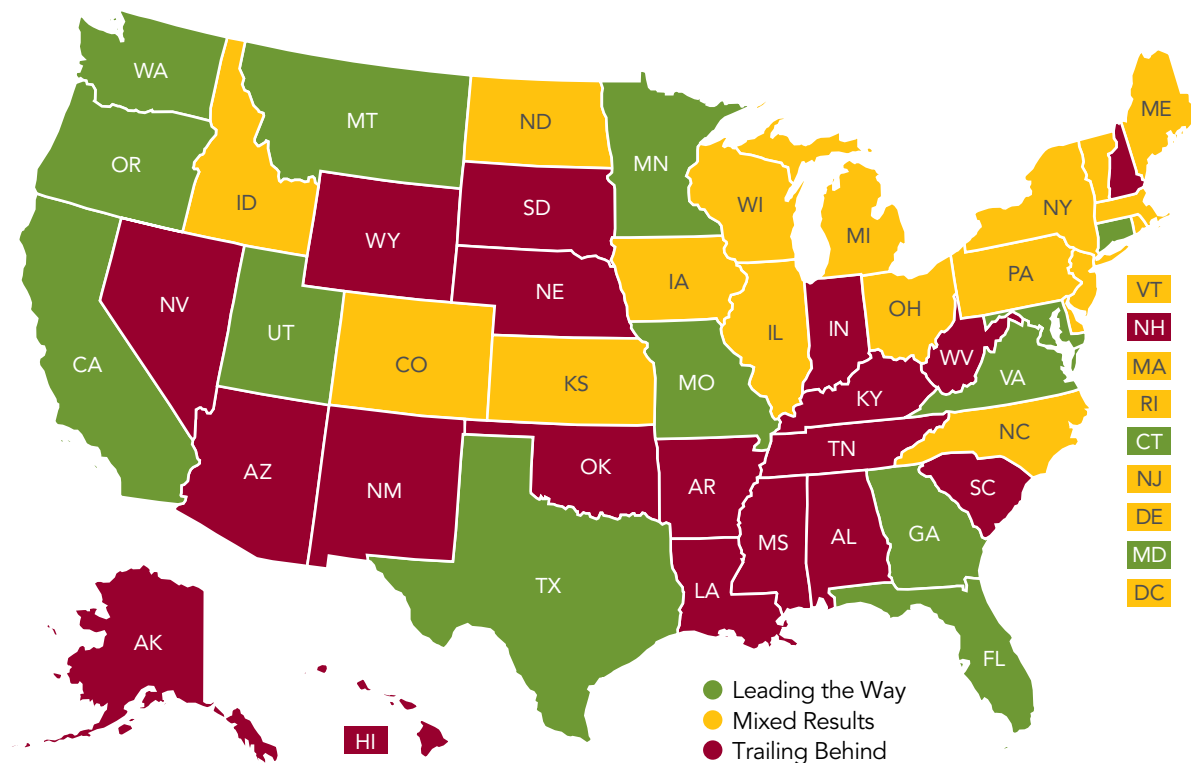 WA
MT
ND
MN
ME
OR
ID
SD
WI
NY
MI
WY
PA
IA
NE
VT
NV
OH
IL
IN
NH
UT
WV
CA
CO
MO
VA
MA
KS
KY
RI
NC
CT
TN
OK
AZ
NJ
AR
SC
NM
DE
MS
AL
GA
MD
TX
LA
DC
AK
FL
HI
Leading the Way
Mixed Results
Trailing Behind